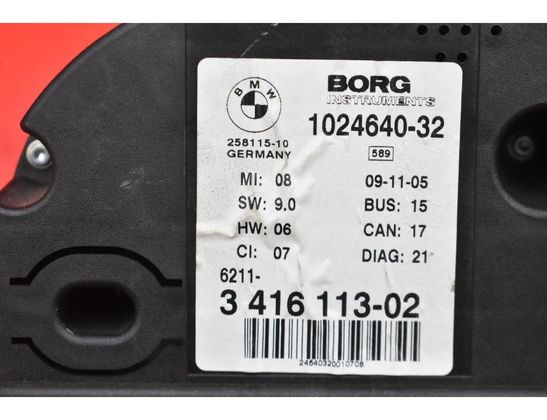 BMW
BORG
INSTRUMENTS
1024640-32
258115-10
GERMANY
589
MI: 08
09-11-05
SW: 9.0
BUS: 15
HW: 06
CAN: 17
CI: 07
DIAG: 21
6211-
3 416 113-02
24640320010708